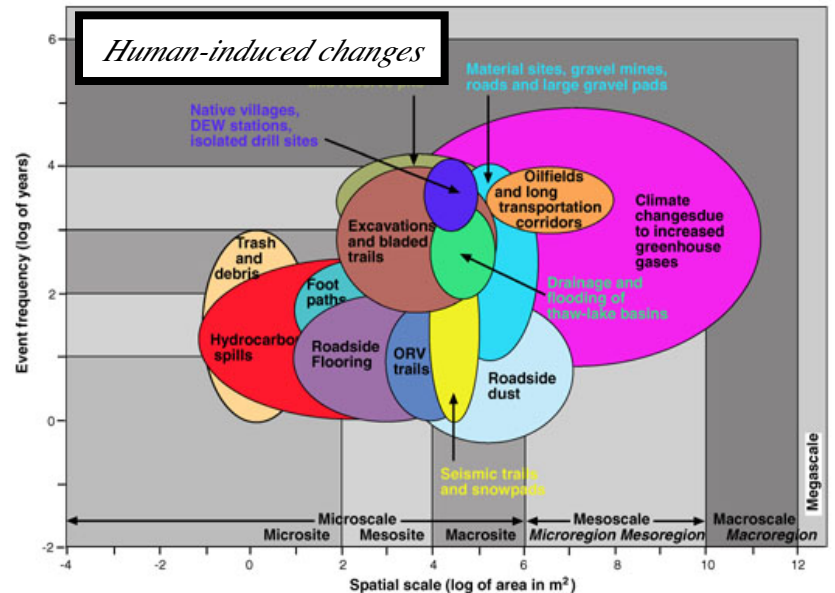 Human-induced changes
Material sites, gravel mines,
roads and large gravel pads
Native villages,
DEW stations,
isolated drill sites
Event frequency (log of years)
6
4
2
0
-2
Oilfields
and long
transportation
corridors
Climate
changesdue
to increased
greenhouse
gases
Excavations
and bladed
trails
Trash
and
debris
Foot
paths
Drainage and
flooding of
thaw-lake basins
Hydrocarbon
spills
Roadside
Flooring
ORV
trails
Roadside
dust
Seismic trails
and snowpads
Megascale
Microscale
Mesoscale
Macroscale
Microsite
Mesosite
Macrosite
Microregion
Mesoregion
Macroregion
-4
-2
0
2
4
6
8
10
12
Spatial scale (log of area in m²)